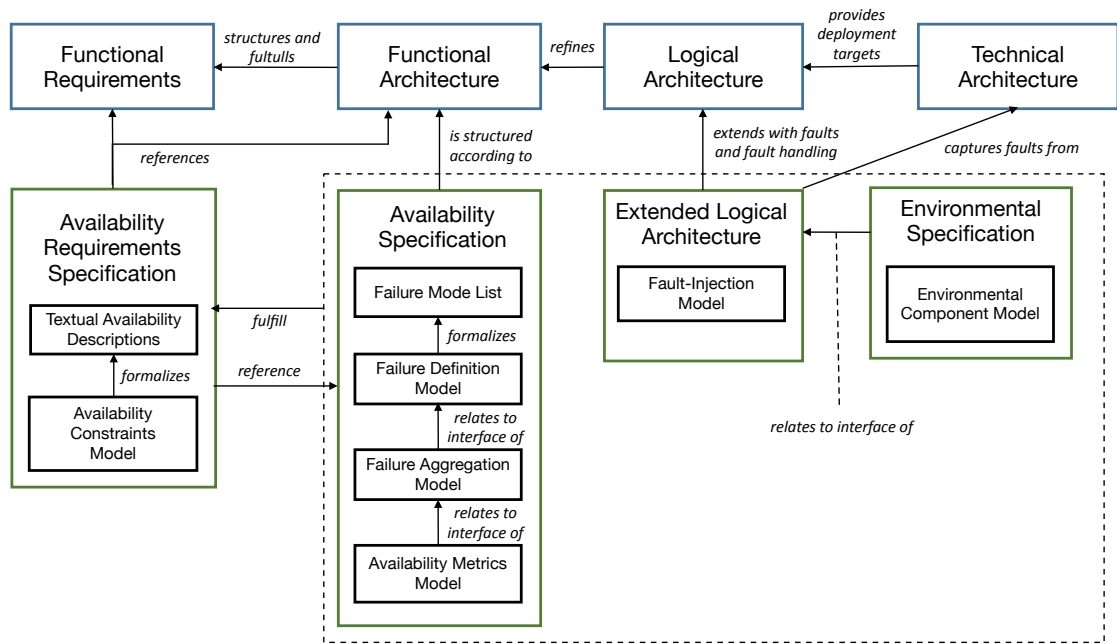 Functional
Requirements
structures and
fultulls
Functional
Architecture
refines
Logical
Architecture
provides
deployment
targets
Technical
Architecture
references
is structured
according to
extends with faults
and fault handling
captures faults from
Availability
Requirements
Specification
Textual Availability
Descriptions
formalizes
Availability
Constraints
Model
fulfill
reference
Availability
Specification
Failure Mode List
formalizes
Failure Definition
Model
relates to
interface of
Failure Aggregation
Model
relates to
interface of
Availability Metrics
Model
Extended Logical
Architecture
Fault-Injection
Model
Environmental
Specification
Environmental
Component Model
relates to interface of